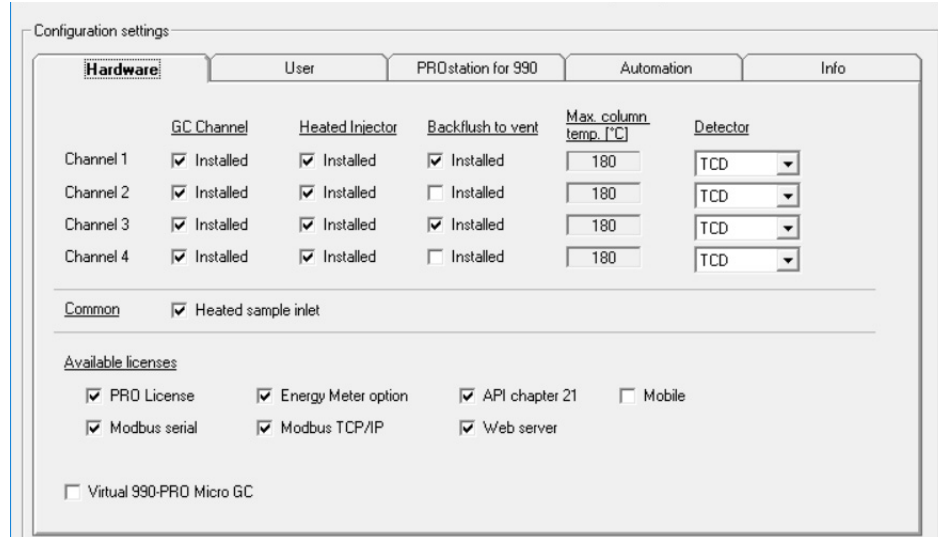 Configuration settings
Hardware User PROstation for 990 Automation Info
GC Channel Heated Injector Backflush to vent Max. column temp. [°C] Detector
Channel 1 Installed Installed Installed 180 TCD
Channel 2 Installed Installed Installed 180 TCD
Channel 3 Installed Installed Installed 180 TCD
Channel 4 Installed Installed Installed 180 TCD
Common Heated sample inlet
Available licenses
PRO License Energy Meter option API chapter 21 Mobile
Modbus serial Modbus TCP/IP Web server
Virtual 990-PRO Micro GC